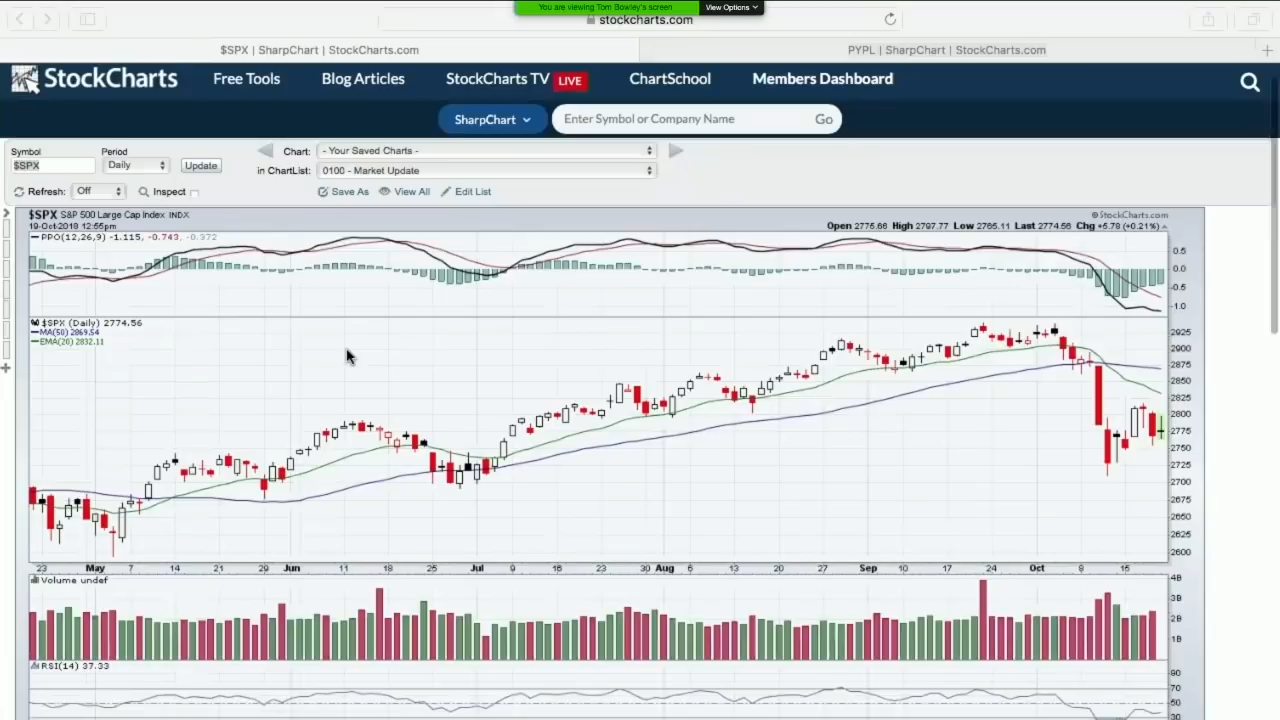 You are viewing Tom Bowley's screen View Options
stockcharts.com
$SPX | SharpChart | StockCharts.com PYPL | SharpChart | StockCharts.com
StockCharts Free Tools Blog Articles StockCharts TV LIVE ChartSchool Members Dashboard
SharpChart Enter Symbol or Company Name Go
Symbol Period Chart: - Your Saved Charts -
$SPX Daily Update in ChartList: 0100 - Market Update
Refresh: Off Inspect Save As View All Edit List
$SPX S&P 500 Large Cap Index INDX © StockCharts.com
19-Oct-2018 12:55pm Open 2775.66 High 2797.77 Low 2765.11 Last 2774.56 Chg +5.78 (+0.21%)
PPO(12,26,9) -1.115, -0.743, -0.372
0.5
0.0
-0.5
-1.0
$SPX (Daily) 2774.56
MA(50) 2869.54
EMA(20) 2832.11
2925
2900
2875
2850
2825
2800
2775
2750
2725
2700
2675
2650
2625
2600
23 May 7 14 21 29 Jun 11 18 25 Jul 9 16 23 30 Aug 6 13 20 27 Sep 10 17 24 Oct 8 15
Volume undef
4B
3B
2B
1B
RSI(14) 37.33
90
70
50
30